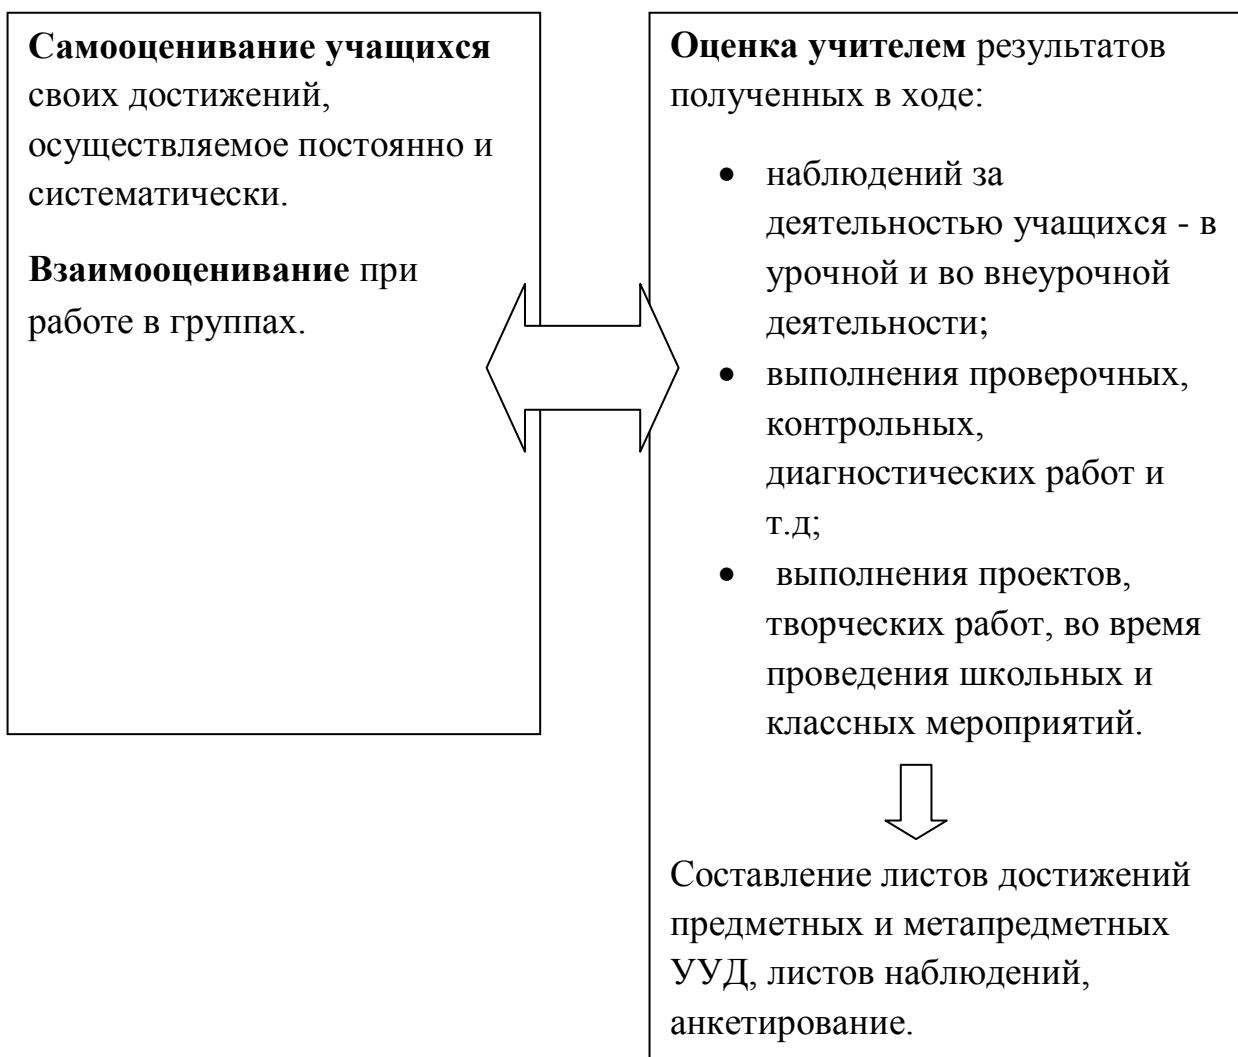 Самооценивание учащихся
своих достижений,
осуществляемое постоянно и
систематически.
Взаимооценивание при
работе в группах.
Оценка учителем результатов
полученных в ходе:
• наблюдений за
деятельностью учащихся - в
урочной и во внеурочной
деятельности;
• выполнения проверочных,
контрольных,
диагностических работ и
т.д;
• выполнения проектов,
творческих работ, во время
проведения школьных и
классных мероприятий.
Составление листов достижений
предметных и метапредметных
УУД, листов наблюдений,
анкетирование.